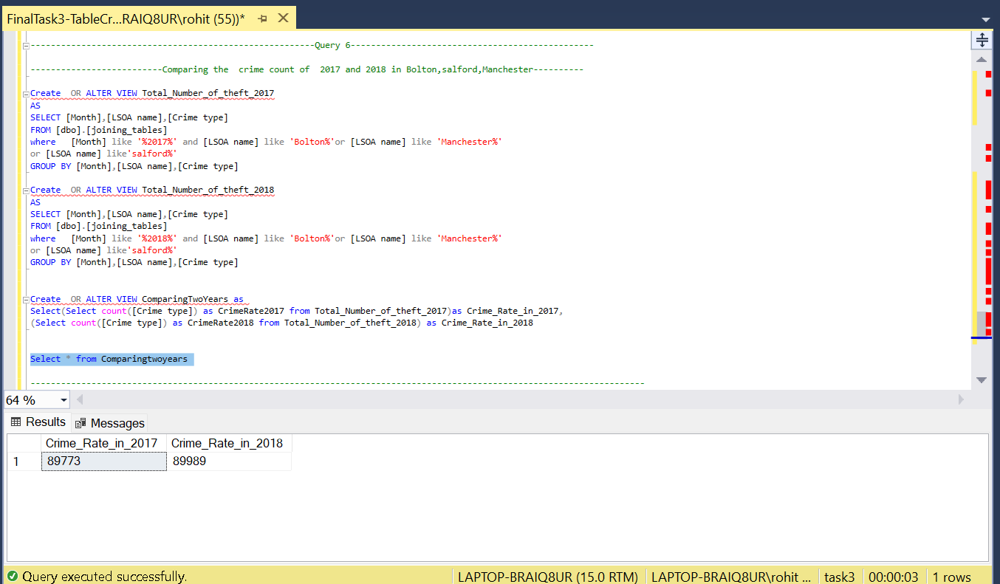 FinalTask3-TableCr...RAIQ8UR\rohit (55))*
--------------------------------------------------------Query 6------------------------------------------------
--------------------------Comparing the  crime count of  2017 and 2018 in Bolton,salford,Manchester----------
Create  OR ALTER VIEW Total_Number_of_theft_2017
AS
SELECT [Month],[LSOA name],[Crime type]
FROM [dbo].[joining_tables]
where   [Month] like '%2017%' and [LSOA name] like 'Bolton%'or [LSOA name] like 'Manchester%'
or [LSOA name] like'salford%'
GROUP BY [Month],[LSOA name],[Crime type]
Create  OR ALTER VIEW Total_Number_of_theft_2018
AS
SELECT [Month],[LSOA name],[Crime type]
FROM [dbo].[joining_tables]
where   [Month] like '%2018%' and [LSOA name] like 'Bolton%'or [LSOA name] like 'Manchester%'
or [LSOA name] like'salford%'
GROUP BY [Month],[LSOA name],[Crime type]
Create  OR ALTER VIEW ComparingTwoYears as
Select(Select count([Crime type]) as CrimeRate2017 from Total_Number_of_theft_2017)as Crime_Rate_in_2017,
(Select count([Crime type]) as CrimeRate2018 from Total_Number_of_theft_2018) as Crime_Rate_in_2018
Select * from Comparingtwoyears
-------------------------------------------------------------------------------------------------------------------------
64 %
Results Messages
Crime_Rate_in_2017 Crime_Rate_in_2018
1 89773 89989
Query executed successfully. LAPTOP-BRAIQ8UR (15.0 RTM) LAPTOP-BRAIQ8UR\rohit ... task3 00:00:03 1 rows